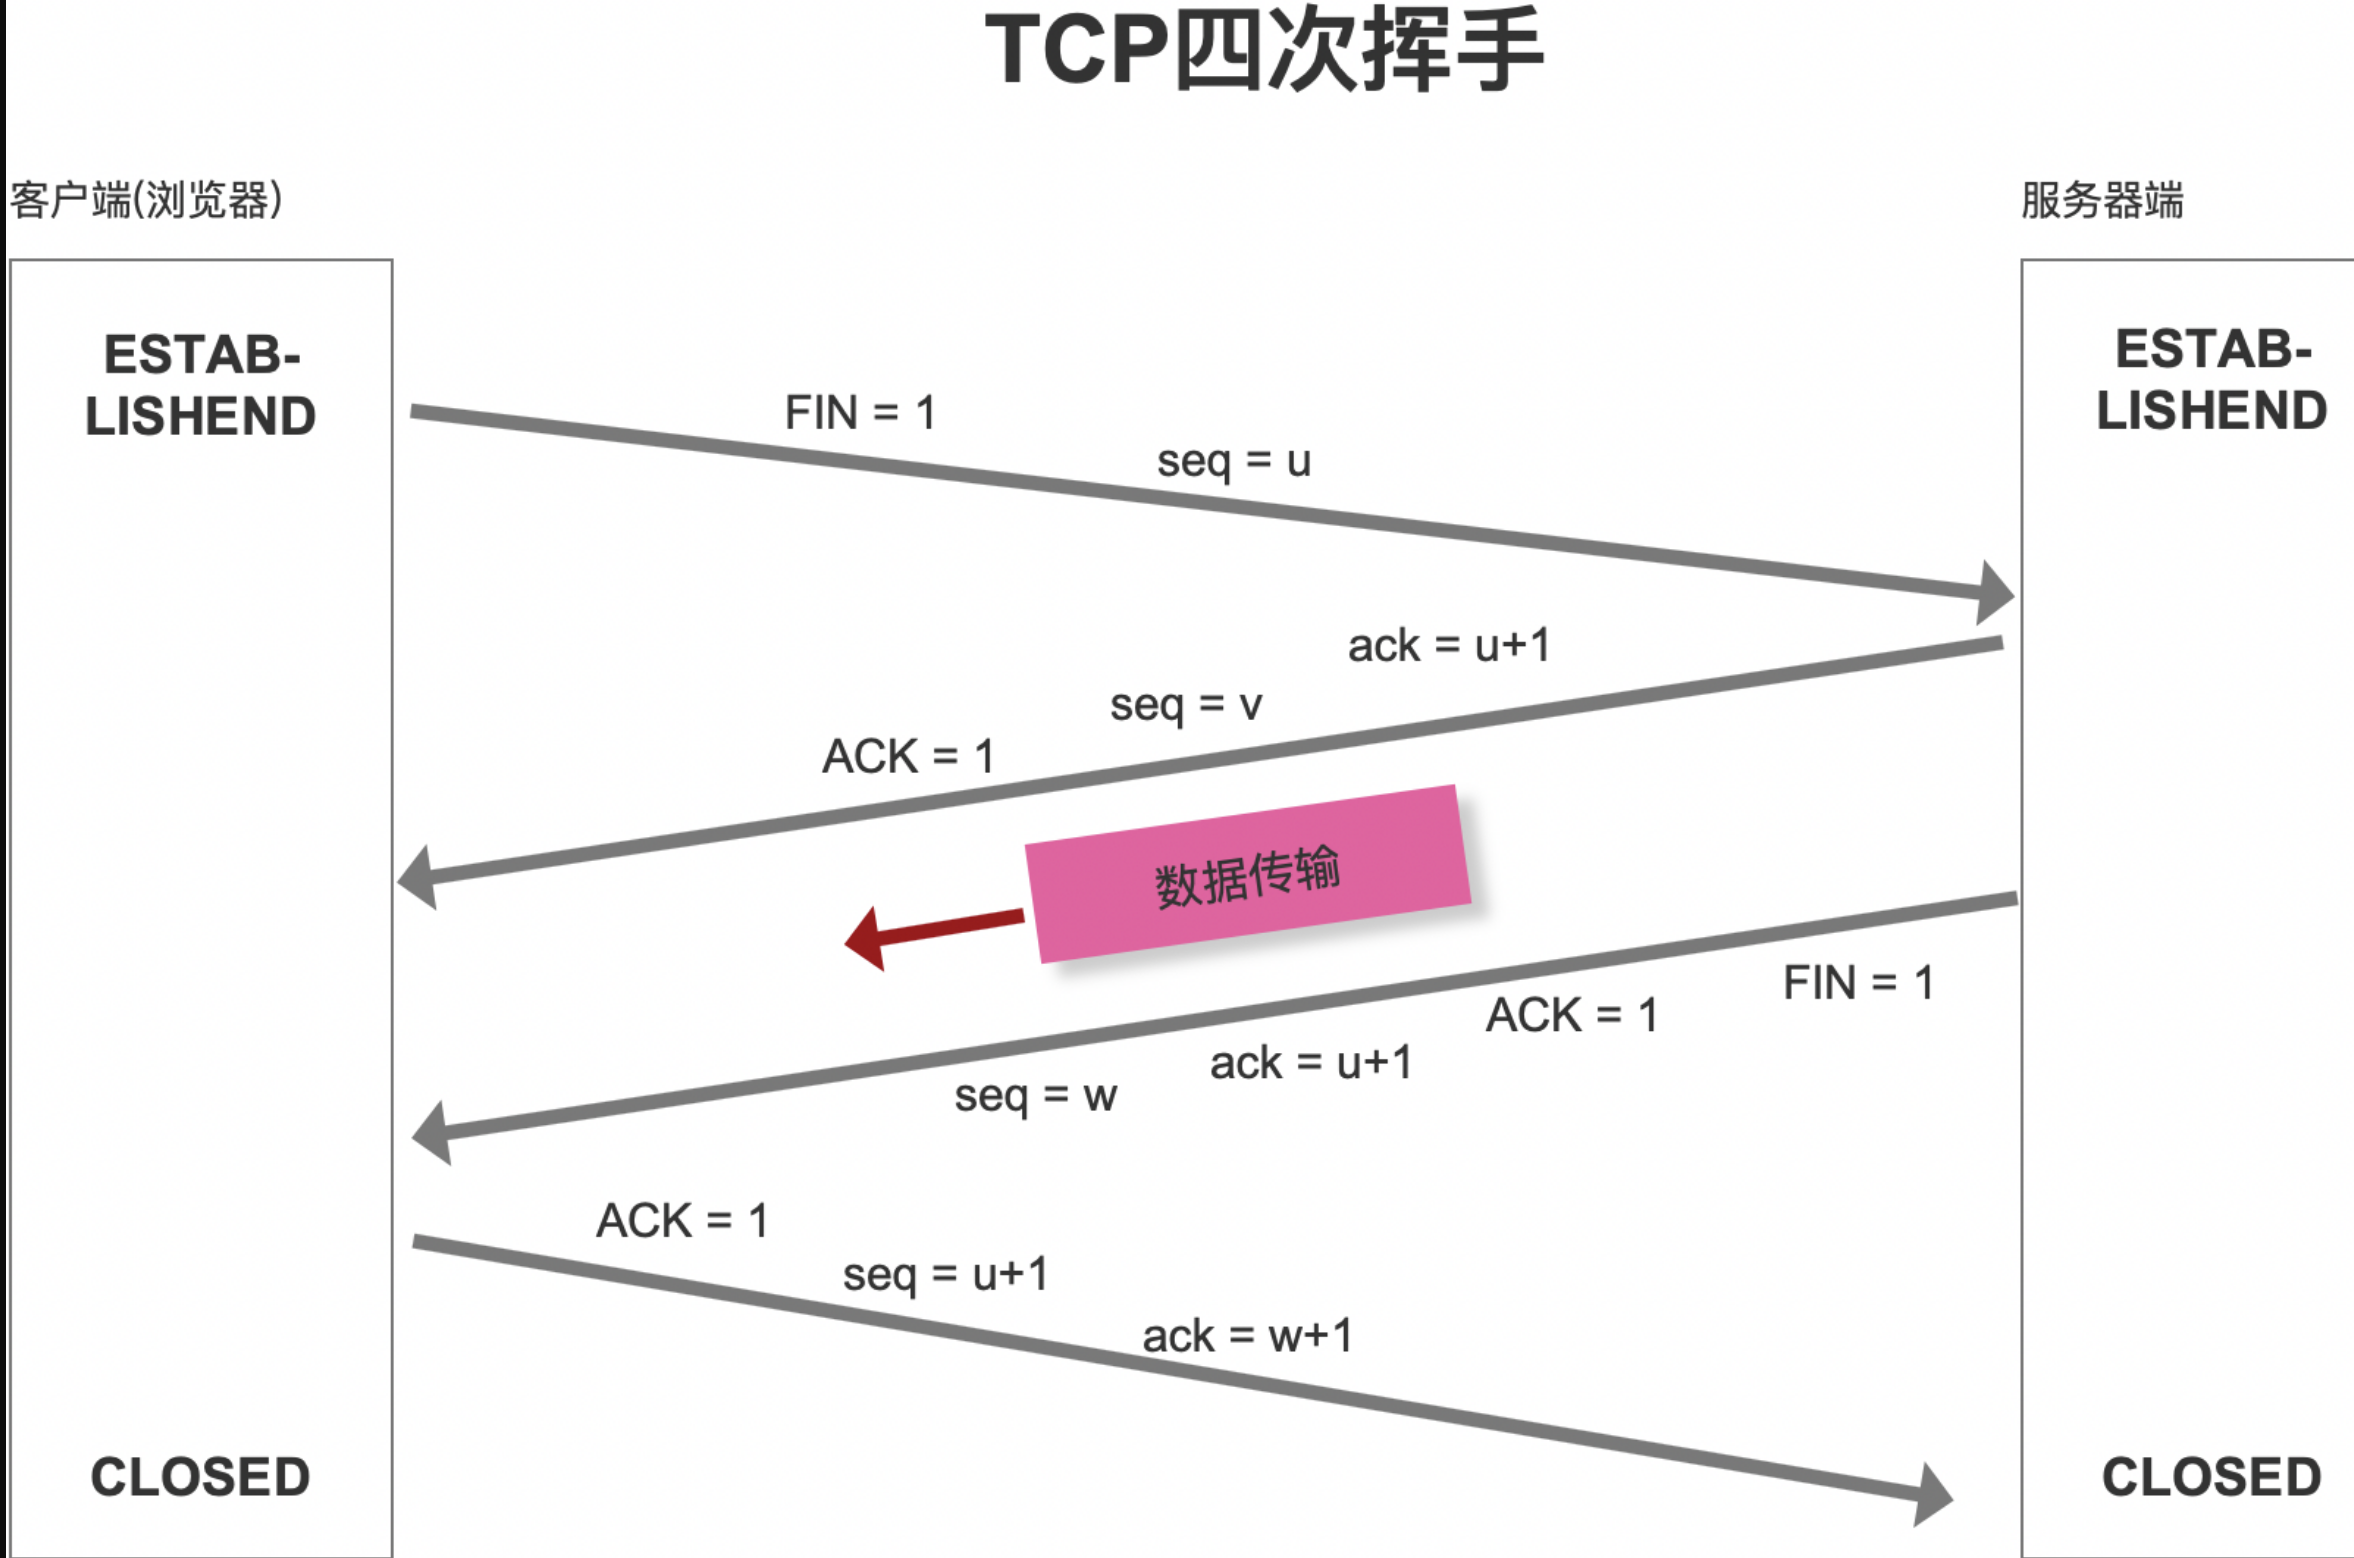 TCP四次挥手
客户端(浏览器)
服务器端
ESTAB-
LISHEND
ESTAB-
LISHEND
FIN = 1
seq = u
ack = u+1
seq = v
ACK = 1
数据传输
FIN = 1
ACK = 1
ack = u+1
seq = w
ACK = 1
seq = u+1
ack = w+1
CLOSED
CLOSED